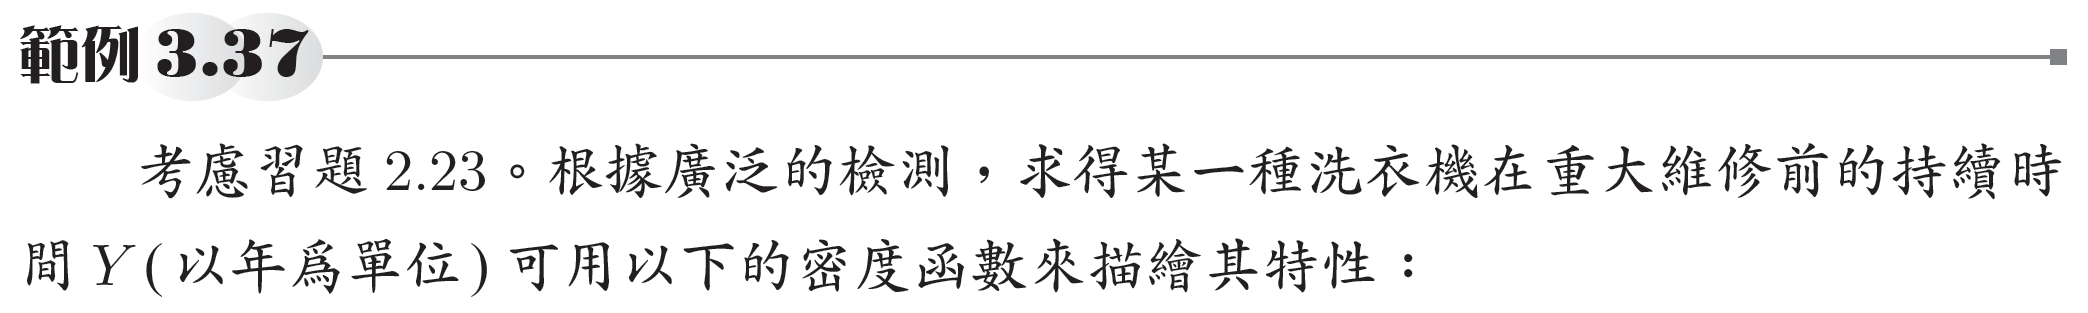 範例 3.37
考慮習題 2.23。根據廣泛的檢測，求得某一種洗衣機在重大維修前的持續時
間 Y (以年爲單位) 可用以下的密度函數來描繪其特性：